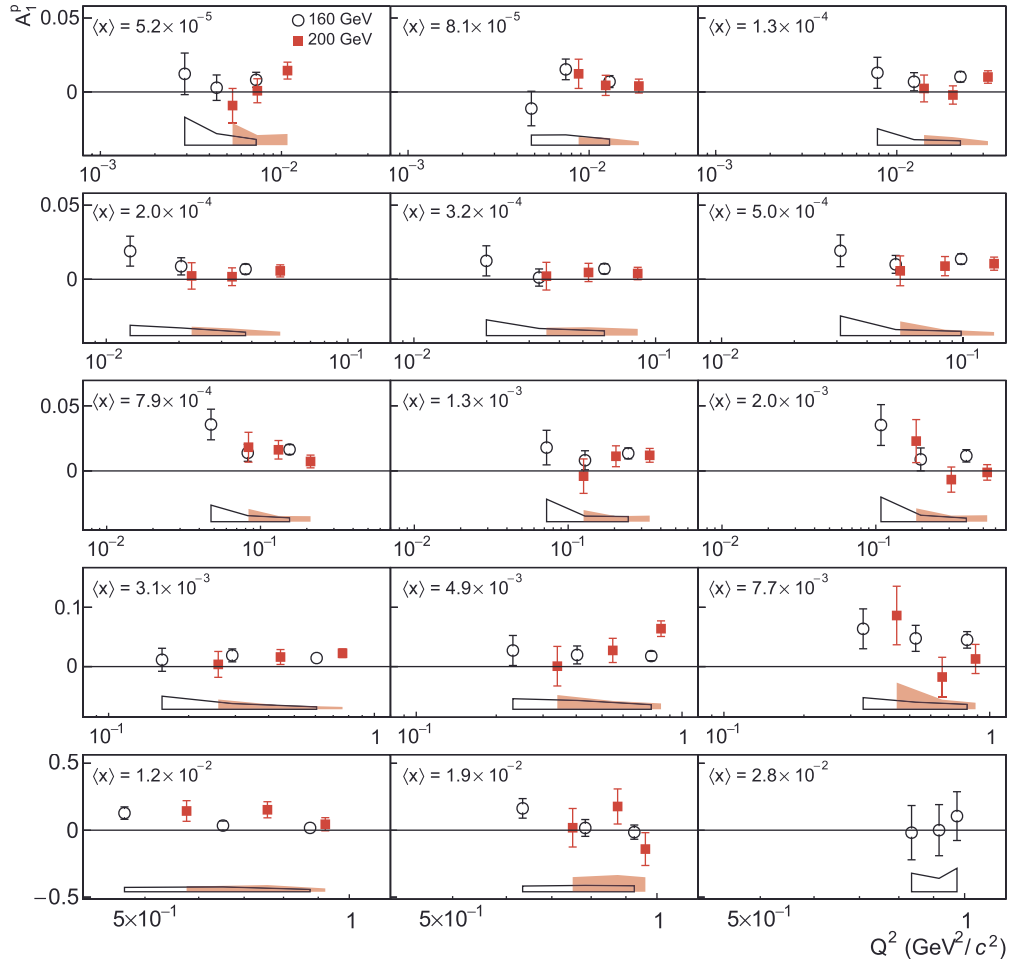 A₁ᵖ
0.05
0
⟨x⟩ = 5.2× 10⁻⁵
160 GeV
200 GeV
⟨x⟩ = 8.1× 10⁻⁵
⟨x⟩ = 1.3× 10⁻⁴
10⁻³ 10⁻² 10⁻³ 10⁻² 10⁻³ 10⁻²
0.05
0
⟨x⟩ = 2.0× 10⁻⁴
⟨x⟩ = 3.2× 10⁻⁴
⟨x⟩ = 5.0× 10⁻⁴
10⁻² 10⁻¹ 10⁻² 10⁻¹ 10⁻² 10⁻¹
0.05
0
⟨x⟩ = 7.9× 10⁻⁴
⟨x⟩ = 1.3× 10⁻³
⟨x⟩ = 2.0× 10⁻³
10⁻² 10⁻¹ 10⁻² 10⁻¹ 10⁻² 10⁻¹
0.1
0
⟨x⟩ = 3.1× 10⁻³
⟨x⟩ = 4.9× 10⁻³
⟨x⟩ = 7.7× 10⁻³
10⁻¹ 1 10⁻¹ 1 10⁻¹ 1
0.5
0
−0.5
⟨x⟩ = 1.2× 10⁻²
⟨x⟩ = 1.9× 10⁻²
⟨x⟩ = 2.8× 10⁻²
5×10⁻¹ 1 5×10⁻¹ 1 5×10⁻¹ 1
Q² (GeV²/c²)